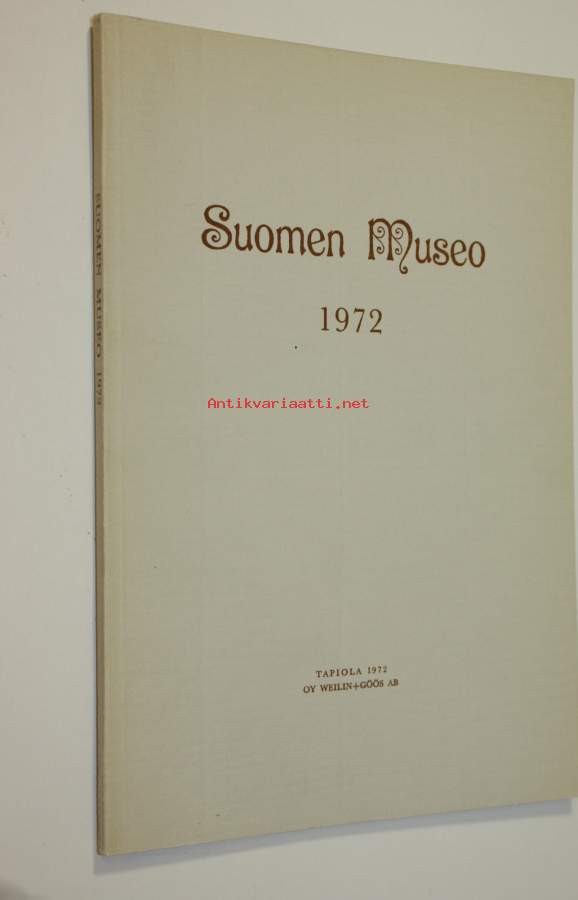 Suomen Museo
1972
Antikvariaatti.net
TAPIOLA 1972
OY WEILIN+GÖÖS AB
SUOMEN MUSEO 1972